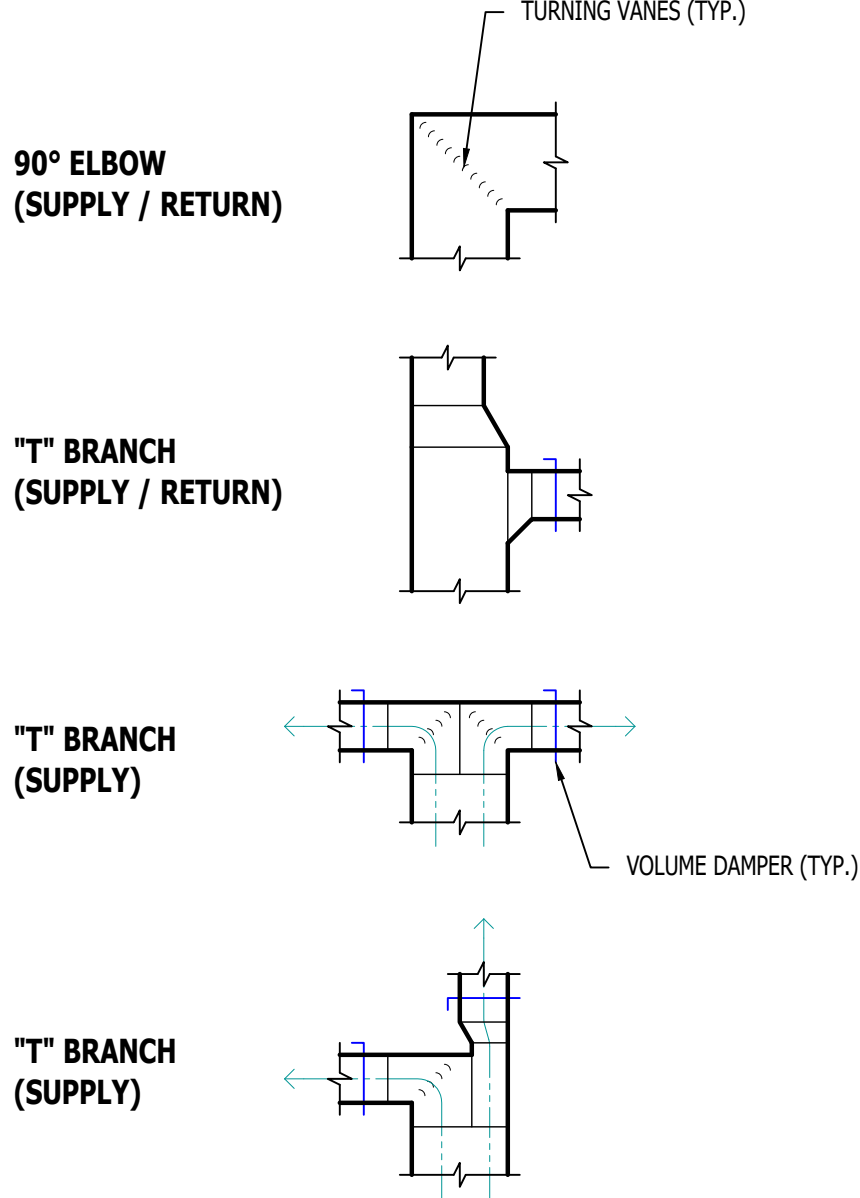 TURNING VANES (TYP.)
90° ELBOW
(SUPPLY / RETURN)
"T" BRANCH
(SUPPLY / RETURN)
"T" BRANCH
(SUPPLY)
VOLUME DAMPER (TYP.)
"T" BRANCH
(SUPPLY)